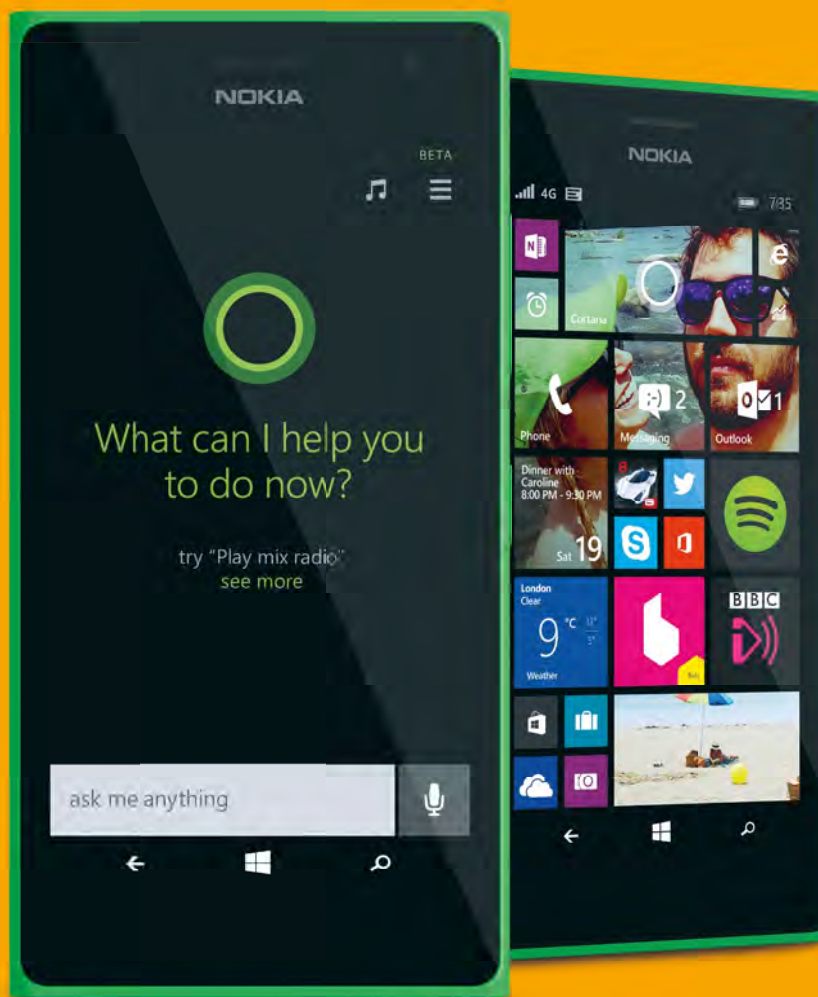 NOKIA
BETA
What can I help you
to do now?
try "Play mix radio"
see more
ask me anything
NOKIA
4G
7:35
N
Cortana
e
Phone
:-) 2
Messaging
1
Outlook
Dinner with
Caroline
8:00 PM - 9:30 PM
Sat 19
S
London
Clear
9 °C
Weather
BBC